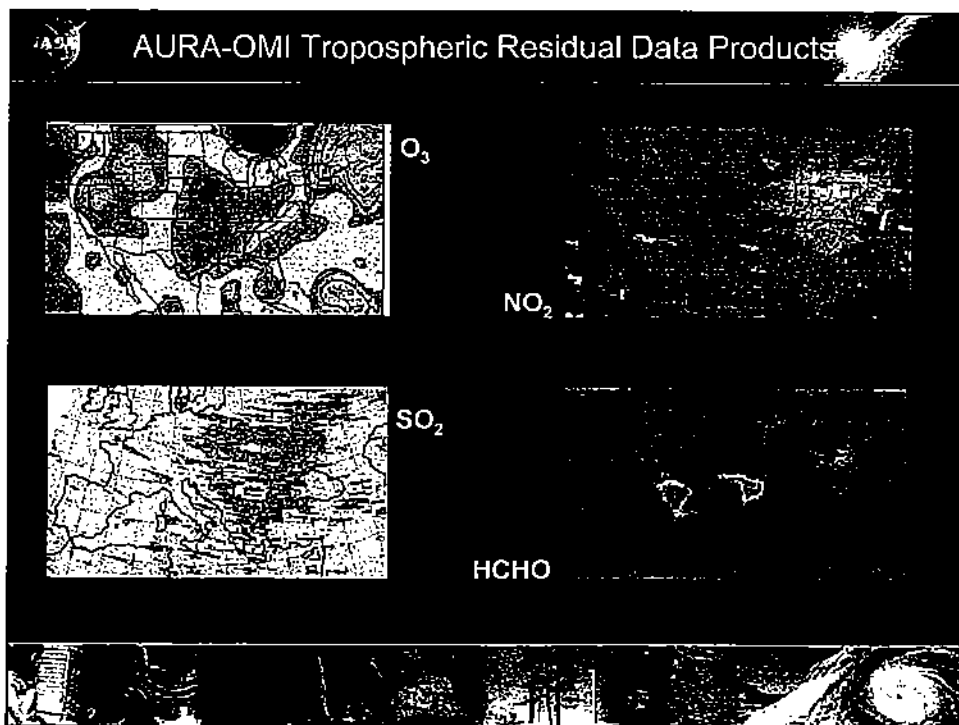 AURA-OMI Tropospheric Residual Data Products
O₃
NO₂
SO₂
HCHO